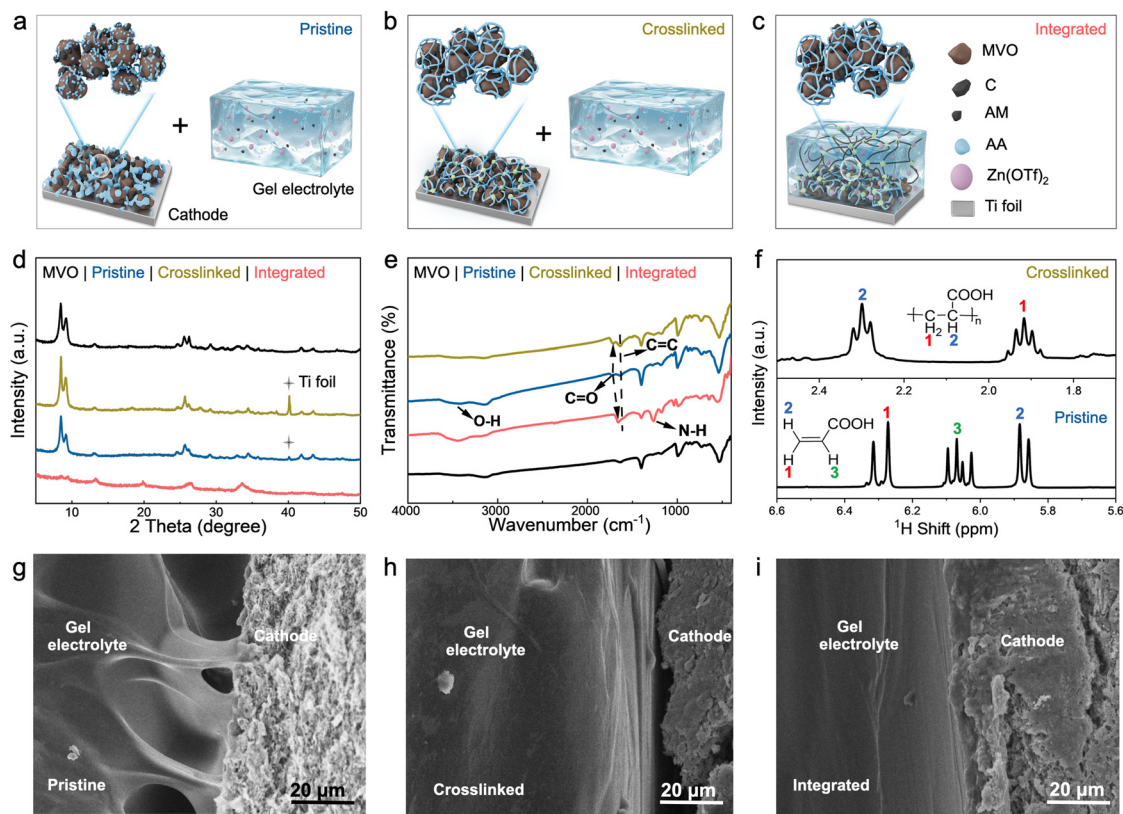 a
Pristine
+
Gel electrolyte
Cathode
b
Crosslinked
+
c
Integrated
MVO
C
AM
AA
Zn(OTf)₂
Ti foil
d
MVO | Pristine | Crosslinked | Integrated
Intensity (a.u.)
Ti foil
10 20 30 40 50
2 Theta (degree)
e
MVO | Pristine | Crosslinked | Integrated
Transmittance (%)
C=C
C=O
O-H
N-H
4000 3000 2000 1000
Wavenumber (cm⁻¹)
f
Crosslinked
Intensity (a.u.)
2
COOH
CH₂
C
H
n
1
2
1
2.4 2.2 2.0 1.8
Pristine
2
H
COOH
H
H
1
3
1
3
2
6.6 6.4 6.2 6.0 5.8 5.6
¹H Shift (ppm)
g
Gel
electrolyte
Cathode
Pristine
20 μm
h
Gel
electrolyte
Cathode
Crosslinked
20 μm
i
Gel
electrolyte
Cathode
Integrated
20 μm